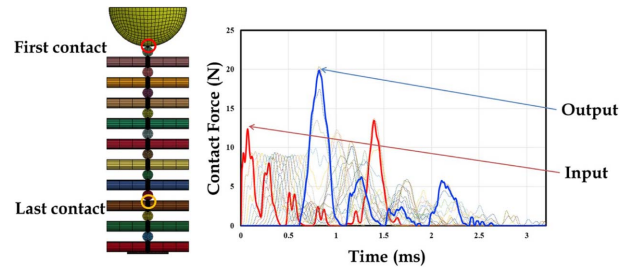 First contact
Last contact
Contact Force (N)
25
20
15
10
5
0
0
0.5
1
1.5
2
2.5
3
Time (ms)
Output
Input